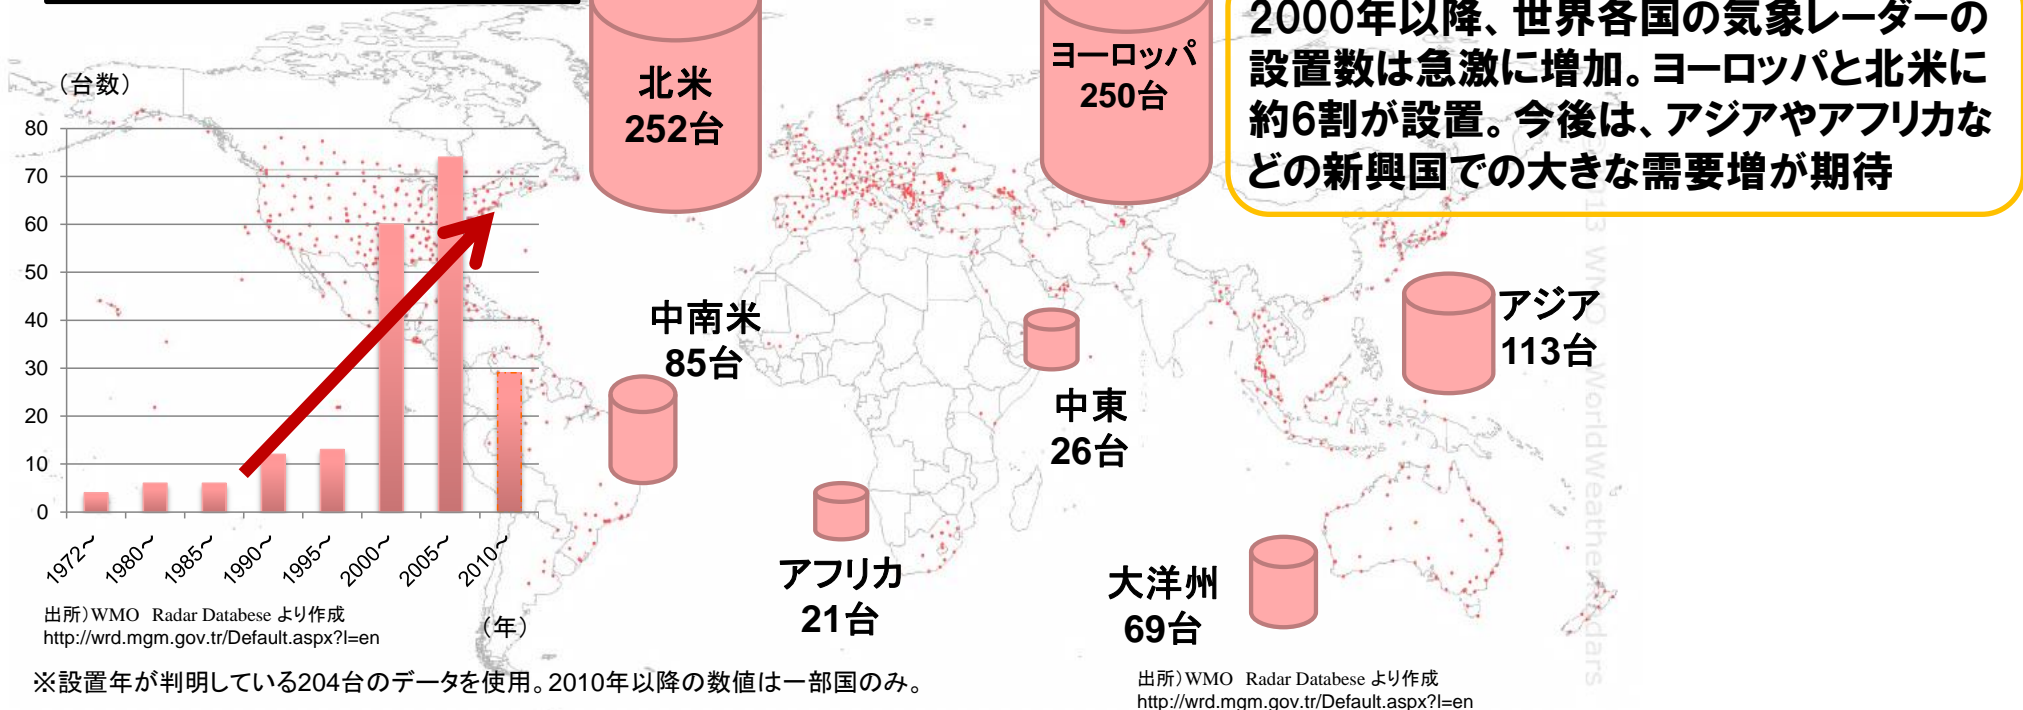 2000年以降、世界各国の気象レーダーの
設置数は急激に増加。ヨーロッパと北米に
約6割が設置。今後は、アジアやアフリカな
どの新興国での大きな需要増が期待
北米
252台
ヨーロッパ
250台
中南米
85台
アジア
113台
中東
26台
アフリカ
21台
大洋州
69台
（台数）
80
70
60
50
40
30
20
10
0
1972～
1980～
1985～
1990～
1995～
2000～
2005～
2010～
（年）
出所）WMO Radar Databese より作成
http://wrd.mgm.gov.tr/Default.aspx?l=en
※設置年が判明している204台のデータを使用。2010年以降の数値は一部国のみ。
出所）WMO Radar Databese より作成
http://wrd.mgm.gov.tr/Default.aspx?l=en